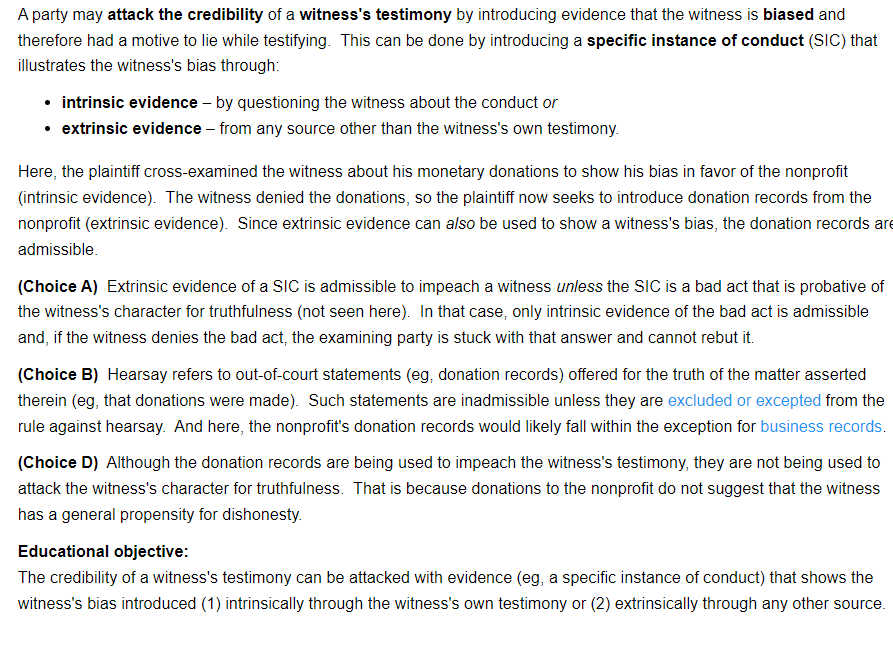 A party may attack the credibility of a witness's testimony by introducing evidence that the witness is biased and
therefore had a motive to lie while testifying. This can be done by introducing a specific instance of conduct (SIC) that
illustrates the witness's bias through:
• intrinsic evidence – by questioning the witness about the conduct or
• extrinsic evidence – from any source other than the witness's own testimony.
Here, the plaintiff cross-examined the witness about his monetary donations to show his bias in favor of the nonprofit
(intrinsic evidence). The witness denied the donations, so the plaintiff now seeks to introduce donation records from the
nonprofit (extrinsic evidence). Since extrinsic evidence can also be used to show a witness's bias, the donation records are
admissible.
(Choice A) Extrinsic evidence of a SIC is admissible to impeach a witness unless the SIC is a bad act that is probative of
the witness's character for truthfulness (not seen here). In that case, only intrinsic evidence of the bad act is admissible
and, if the witness denies the bad act, the examining party is stuck with that answer and cannot rebut it.
(Choice B) Hearsay refers to out-of-court statements (eg, donation records) offered for the truth of the matter asserted
therein (eg, that donations were made). Such statements are inadmissible unless they are excluded or excepted from the
rule against hearsay. And here, the nonprofit's donation records would likely fall within the exception for business records.
(Choice D) Although the donation records are being used to impeach the witness's testimony, they are not being used to
attack the witness's character for truthfulness. That is because donations to the nonprofit do not suggest that the witness
has a general propensity for dishonesty.
Educational objective:
The credibility of a witness's testimony can be attacked with evidence (eg, a specific instance of conduct) that shows the
witness's bias introduced (1) intrinsically through the witness's own testimony or (2) extrinsically through any other source.